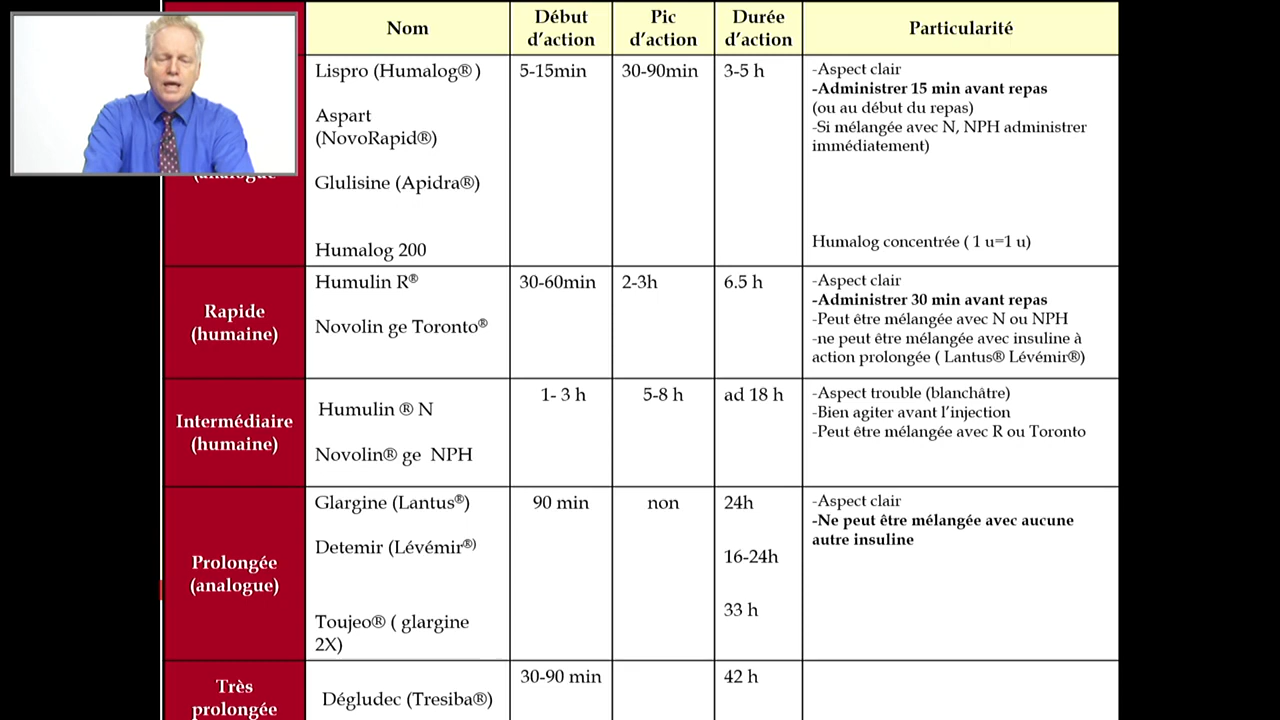 Nom
Début
d’action
Pic
d’action
Durée
d’action
Particularité
(analogue
Lispro (Humalog® )
Aspart
(NovoRapid®)
Glulisine (Apidra®)
Humalog 200
5-15min
30-90min
3-5 h
-Aspect clair
-Administrer 15 min avant repas
(ou au début du repas)
-Si mélangée avec N, NPH administrer
immédiatement)
Humalog concentrée ( 1 u=1 u)
Rapide
(humaine)
Humulin R®
Novolin ge Toronto®
30-60min
2-3h
6.5 h
-Aspect clair
-Administrer 30 min avant repas
-Peut être mélangée avec N ou NPH
-ne peut être mélangée avec insuline à
action prolongée ( Lantus® Lévémir®)
Intermédiaire
(humaine)
Humulin ® N
Novolin® ge NPH
1- 3 h
5-8 h
ad 18 h
-Aspect trouble (blanchâtre)
-Bien agiter avant l’injection
-Peut être mélangée avec R ou Toronto
Prolongée
(analogue)
Glargine (Lantus®)
Detemir (Lévémir®)
Toujeo® ( glargine
2X)
90 min
non
24h
16-24h
33 h
-Aspect clair
-Ne peut être mélangée avec aucune
autre insuline
Très
prolongée
Dégludec (Tresiba®)
30-90 min
42 h